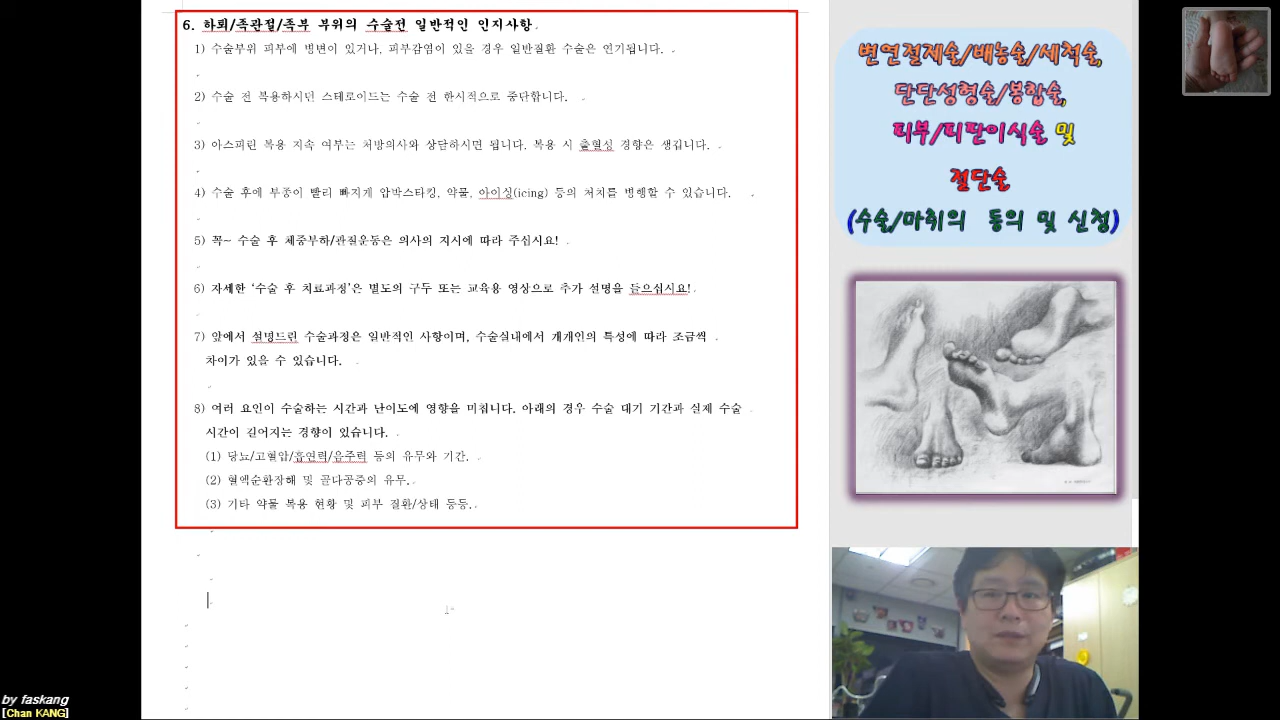 6. 하퇴/족관절/족부 부위의 수술전 일반적인 인지사항
1) 수술부위 피부에 병변이 있거나, 피부감염이 있을 경우 일반질환 수술은 연기됩니다.
2) 수술 전 복용하시던 스테로이드는 수술 전 한시적으로 중단합니다.
3) 아스피린 복용 지속 여부는 처방의사와 상담하시면 됩니다. 복용 시 출혈성 경향은 생깁니다.
4) 수술 후에 부종이 빨리 빠지게 압박스타킹, 약물, 아이싱(icing) 등의 처치를 병행할 수 있습니다.
5) 꼭~ 수술 후 체중부하/관절운동은 의사의 지시에 따라 주십시요!
6) 자세한 '수술 후 치료과정'은 별도의 구두 또는 교육용 영상으로 추가 설명을 들으십시요!
7) 앞에서 설명드린 수술과정은 일반적인 사항이며, 수술실내에서 개개인의 특성에 따라 조금씩
차이가 있을 수 있습니다.
8) 여러 요인이 수술하는 시간과 난이도에 영향을 미칩니다. 아래의 경우 수술 대기 기간과 실제 수술
시간이 길어지는 경향이 있습니다.
(1) 당뇨/고혈압/흡연력/음주력 등의 유무와 기간.
(2) 혈액순환장해 및 골다공증의 유무.
(3) 기타 약물 복용 현황 및 피부 질환/상태 등등.
변연절제술/배농술/세척술,
단단성형술/봉합술,
피부/피판이식술 및
절단술
(수술/마취의 동의 및 신청)
by faskang
[Chan KANG]